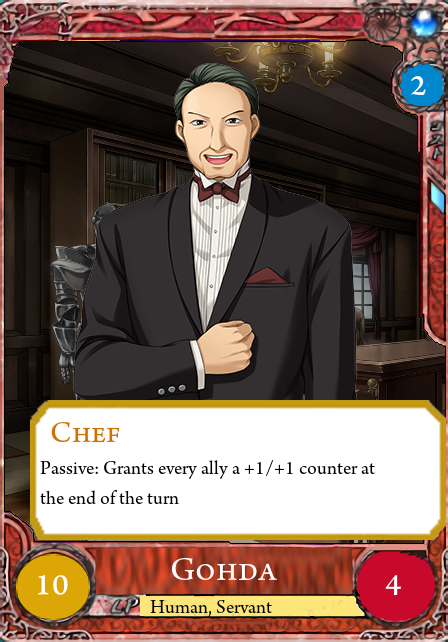 2
Chef
Passive: Grants every ally a +1/+1 counter at
the end of the turn
Gohda
10
4
LP
Human, Servant